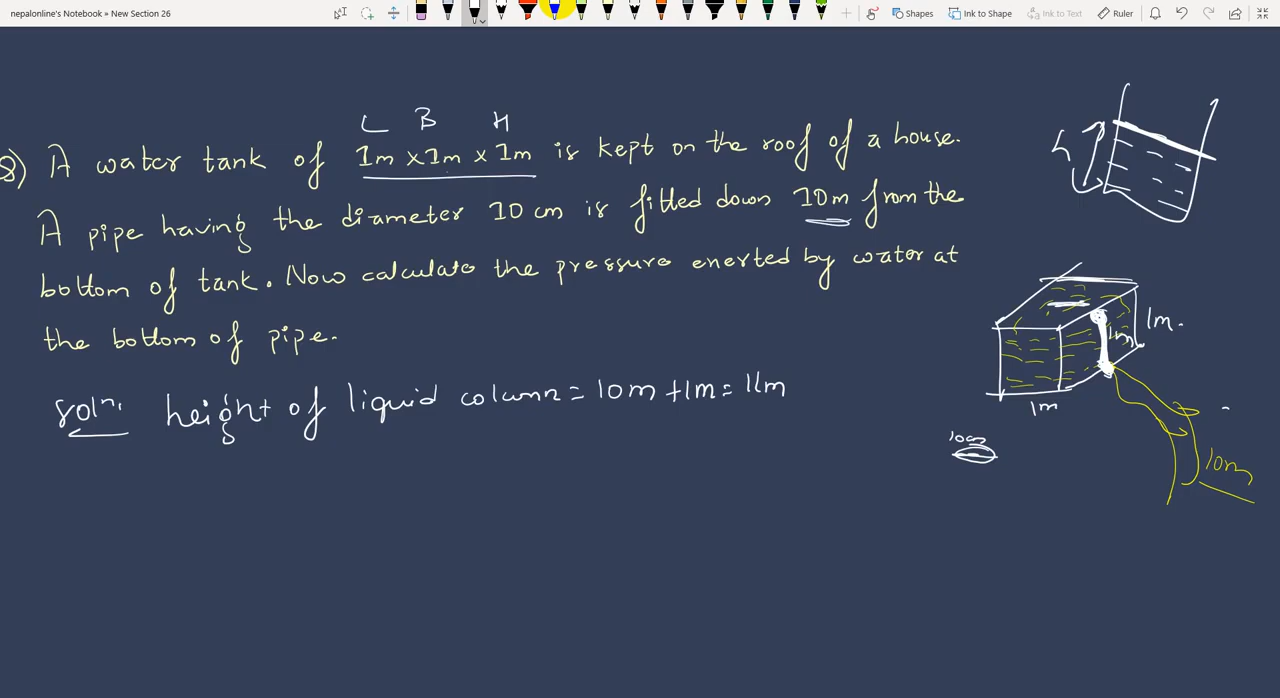 nepalonline's Notebook » New Section 26
Shapes Ink to Shape Ink to Text Ruler
L B H
Q) A water tank of 1m × 1m × 1m is kept on the roof of a house.
A pipe having the diameter 10 cm is fitted down 10m from the
bottom of tank. Now calculate the pressure enerted by water at
the bottom of pipe.
Soln. height of liquid column = 10m + 1m = 11m
h
1m.
1m
1m
10cm
10m